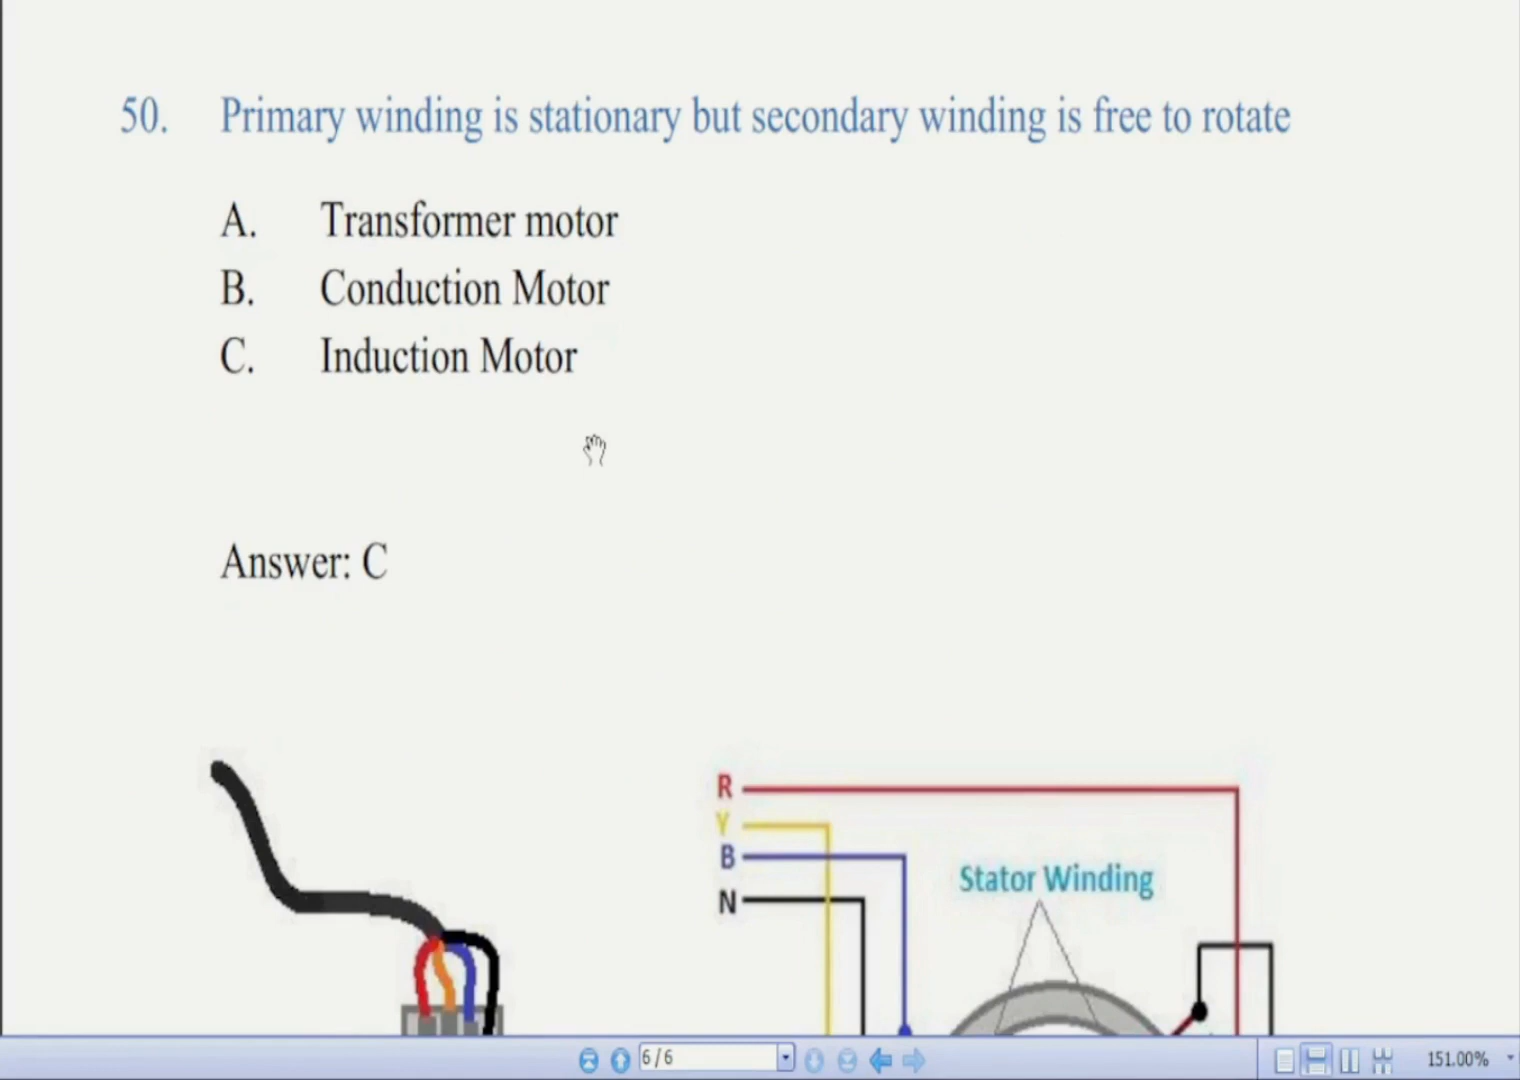 50. Primary winding is stationary but secondary winding is free to rotate
A. Transformer motor
B. Conduction Motor
C. Induction Motor
Answer: C
R
Y
B
N
Stator Winding
6/6
151.00%